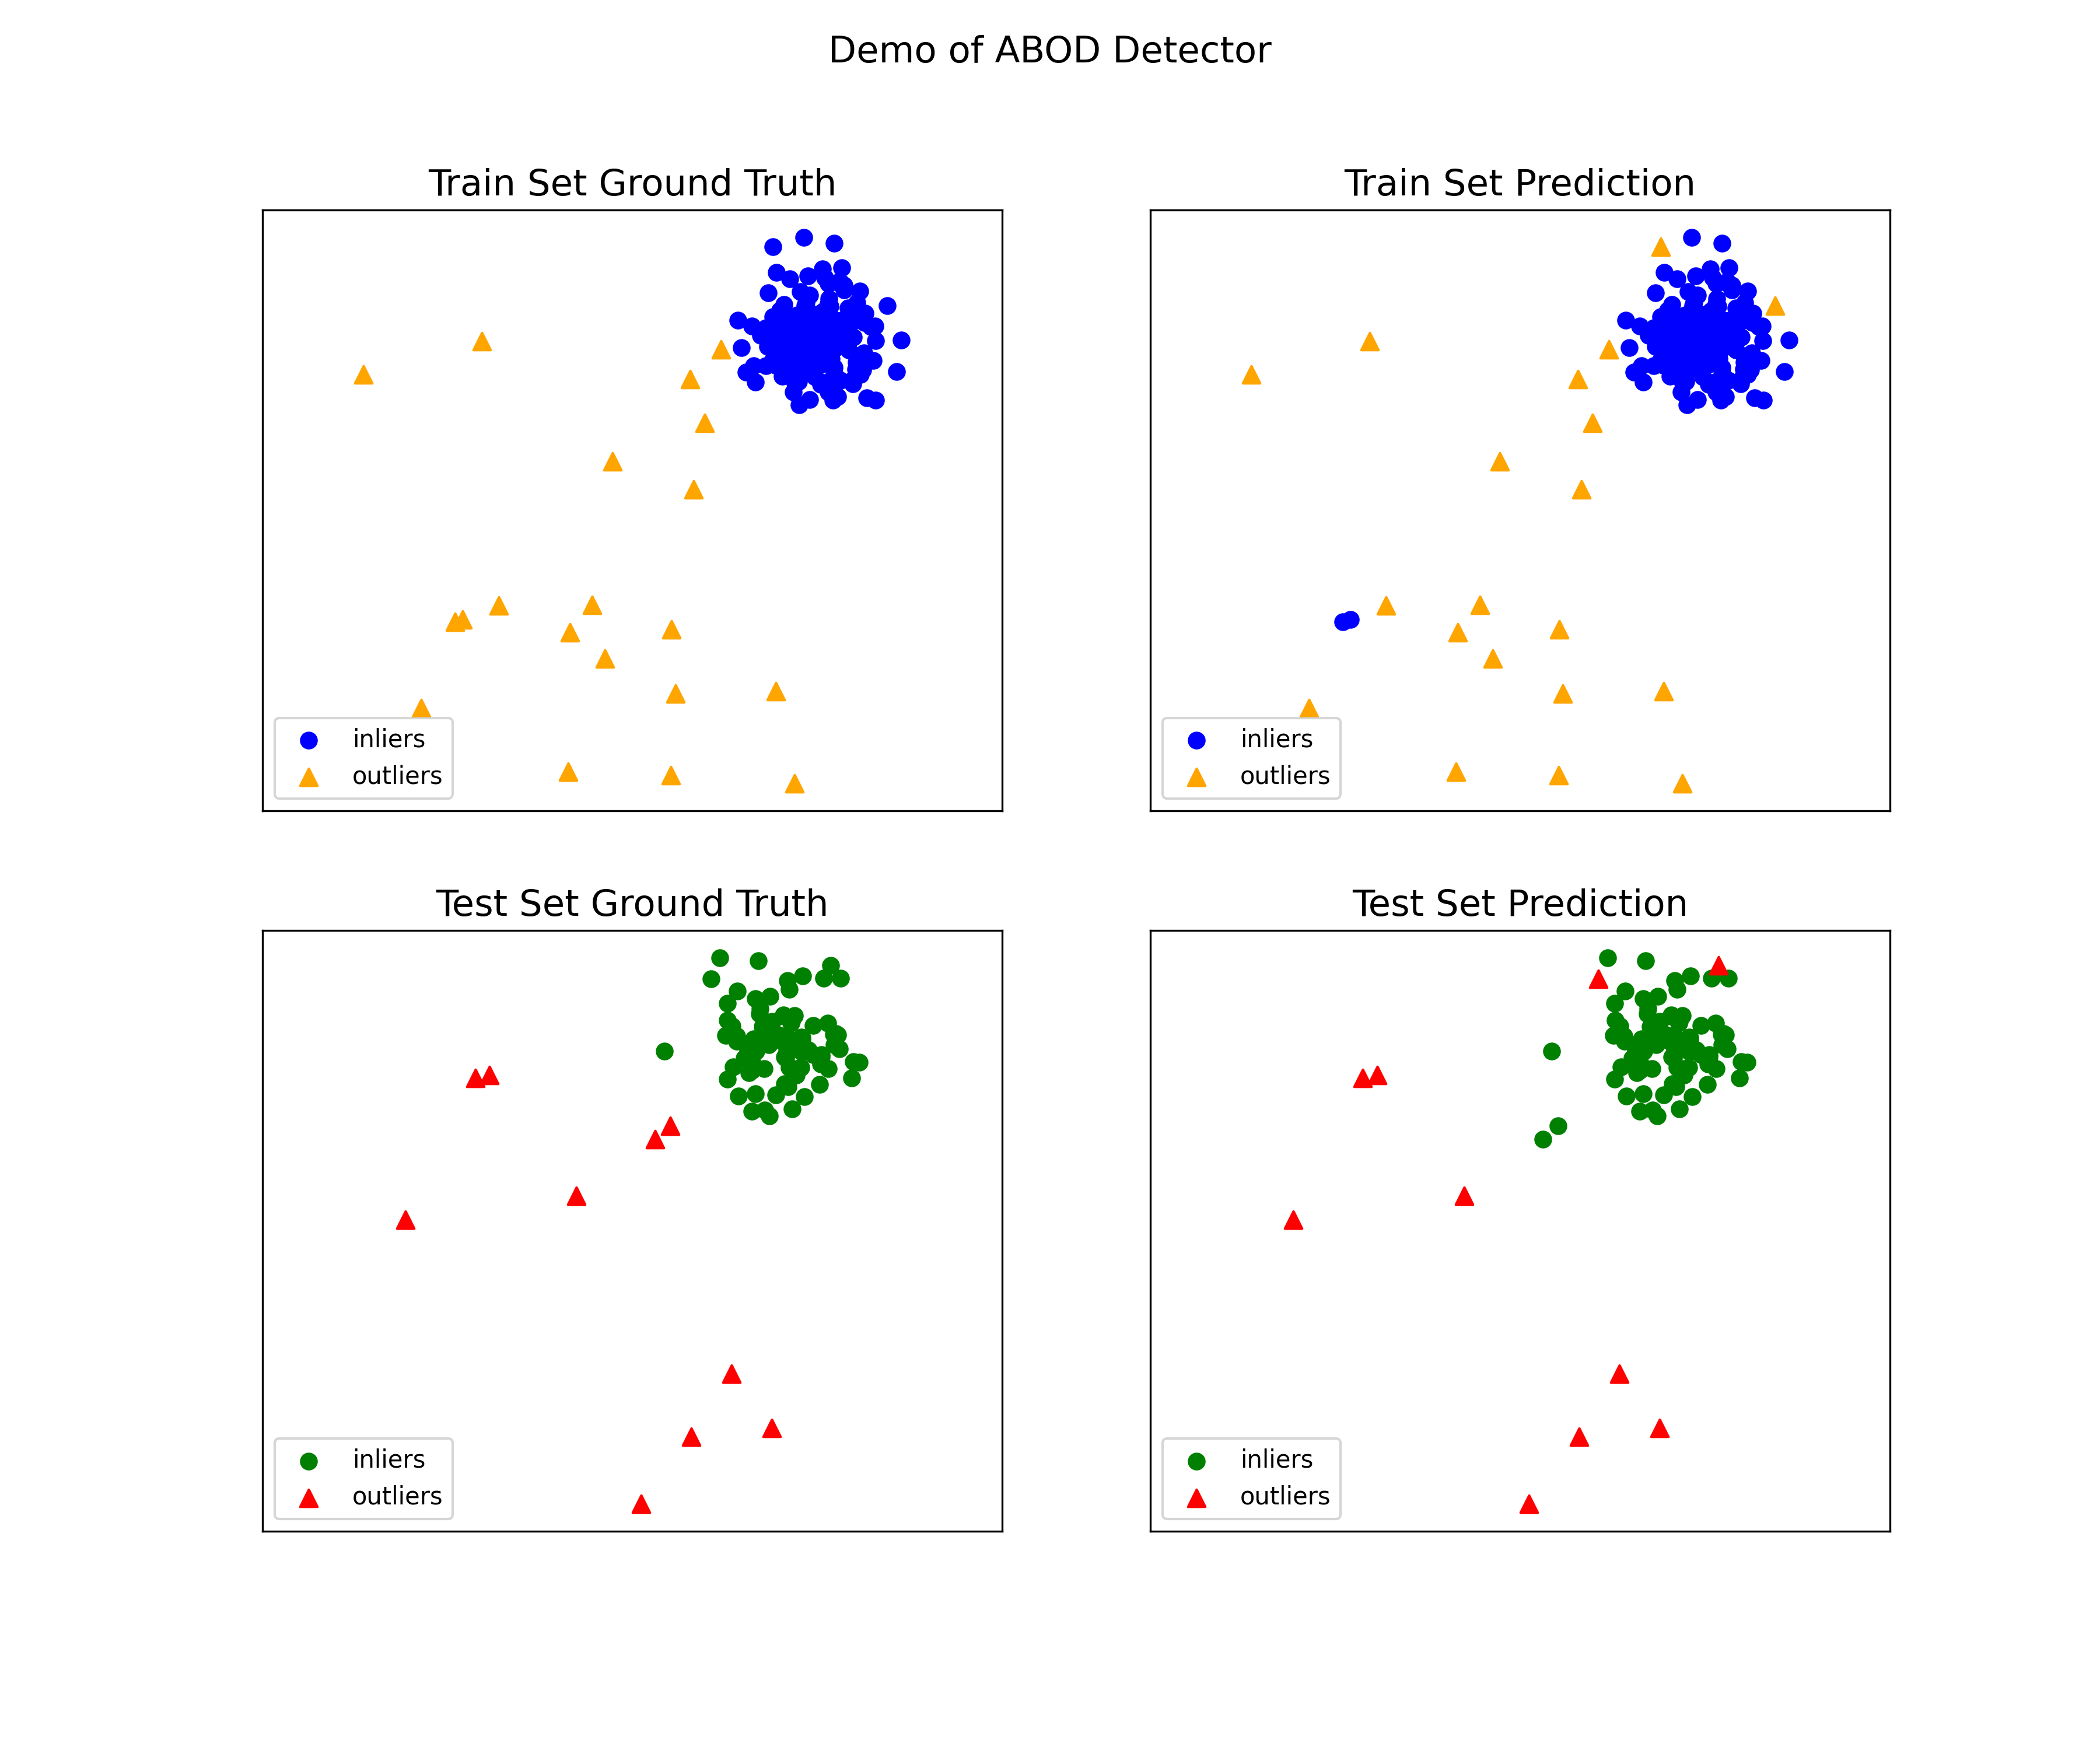 Demo of ABOD Detector
Train Set Ground Truth
Train Set Prediction
inliers
outliers
inliers
outliers
Test Set Ground Truth
Test Set Prediction
inliers
outliers
inliers
outliers